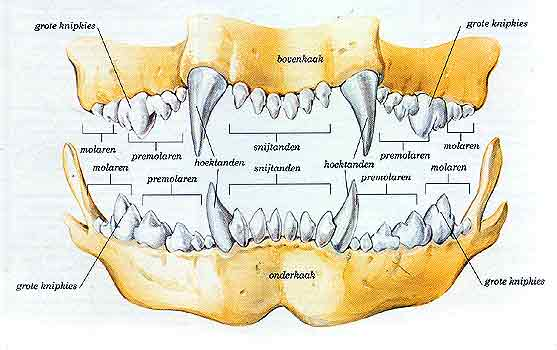 grote knipkies
grote knipkies
bovenkaak
molaren
premolaren
hoektanden
snijtanden
hoektanden
premolaren
molaren
molaren
premolaren
snijtanden
premolaren
molaren
grote knipkies
onderkaak
grote knipkies